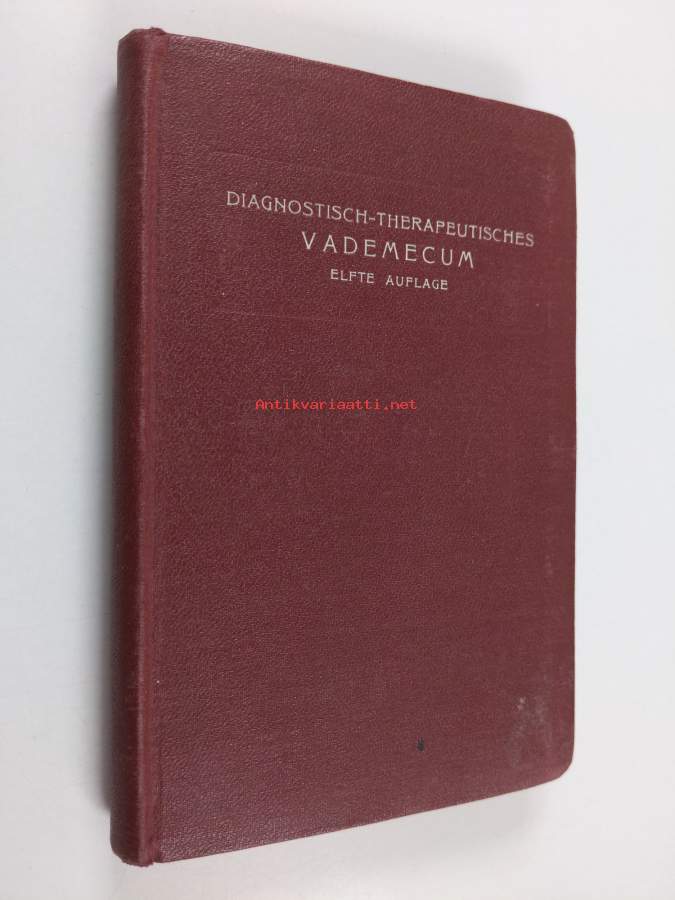 DIAGNOSTISCH-THERAPEUTISCHES
VADEMECUM
ELFTE AUFLAGE
Antikvariaatti.net